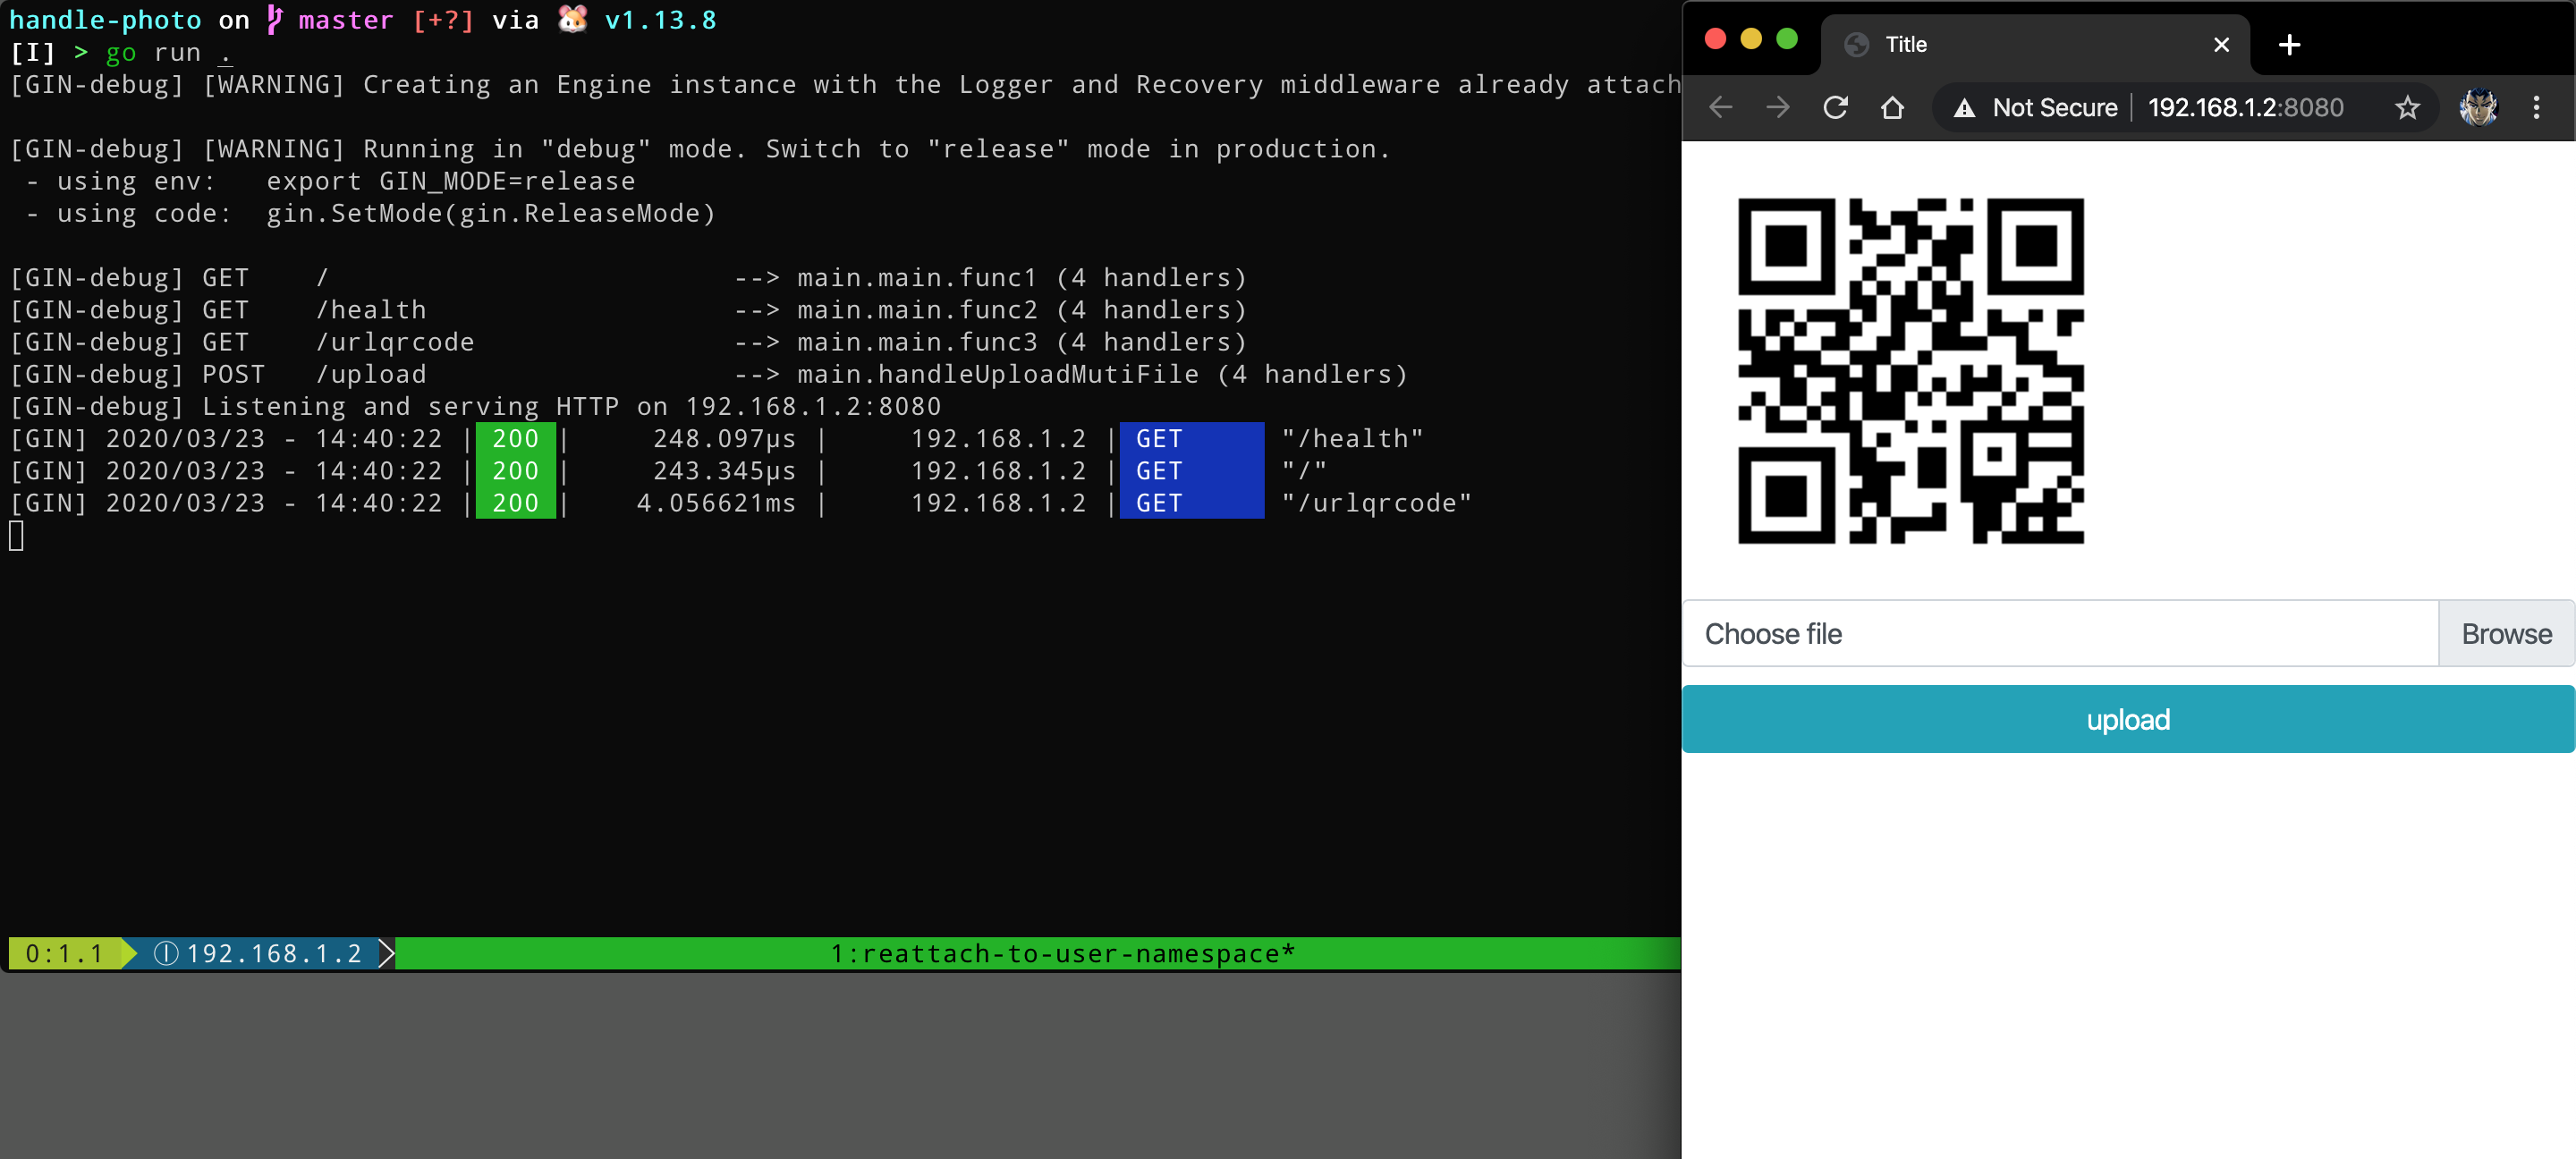 handle-photo on master [+?] via 🐹 v1.13.8
[I] > go run .
[GIN-debug] [WARNING] Creating an Engine instance with the Logger and Recovery middleware already attach
[GIN-debug] [WARNING] Running in "debug" mode. Switch to "release" mode in production.
- using env: export GIN_MODE=release
- using code: gin.SetMode(gin.ReleaseMode)
[GIN-debug] GET / --> main.main.func1 (4 handlers)
[GIN-debug] GET /health --> main.main.func2 (4 handlers)
[GIN-debug] GET /urlqrcode --> main.main.func3 (4 handlers)
[GIN-debug] POST /upload --> main.handleUploadMutiFile (4 handlers)
[GIN-debug] Listening and serving HTTP on 192.168.1.2:8080
[GIN] 2020/03/23 - 14:40:22 | 200 | 248.097µs | 192.168.1.2 | GET "/health"
[GIN] 2020/03/23 - 14:40:22 | 200 | 243.345µs | 192.168.1.2 | GET "/"
[GIN] 2020/03/23 - 14:40:22 | 200 | 4.056621ms | 192.168.1.2 | GET "/urlqrcode"
0:1.1 Ⓘ 192.168.1.2 1:reattach-to-user-namespace*
Title
Not Secure | 192.168.1.2:8080
Choose file Browse
upload